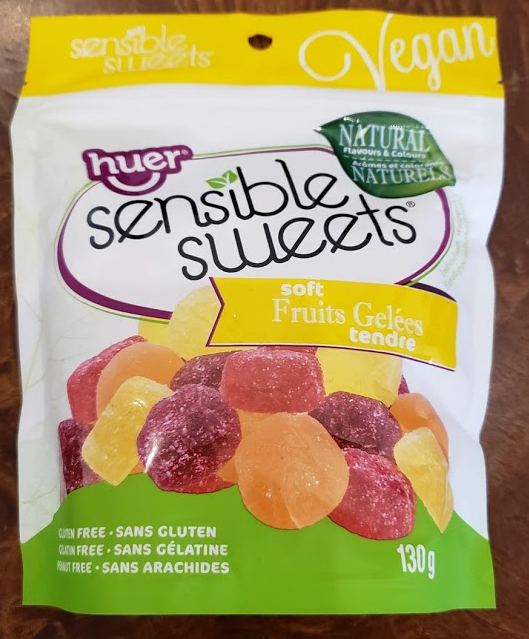 sensible
sweets
Vegan
huer®
sensible
sweets®
NATURAL
Flavours & Colours
Arômes et colorants
NATURELS
soft
Fruits Gelées
tendre
GLUTEN FREE • SANS GLUTEN
GELATIN FREE • SANS GÉLATINE
PEANUT FREE • SANS ARACHIDES
130g